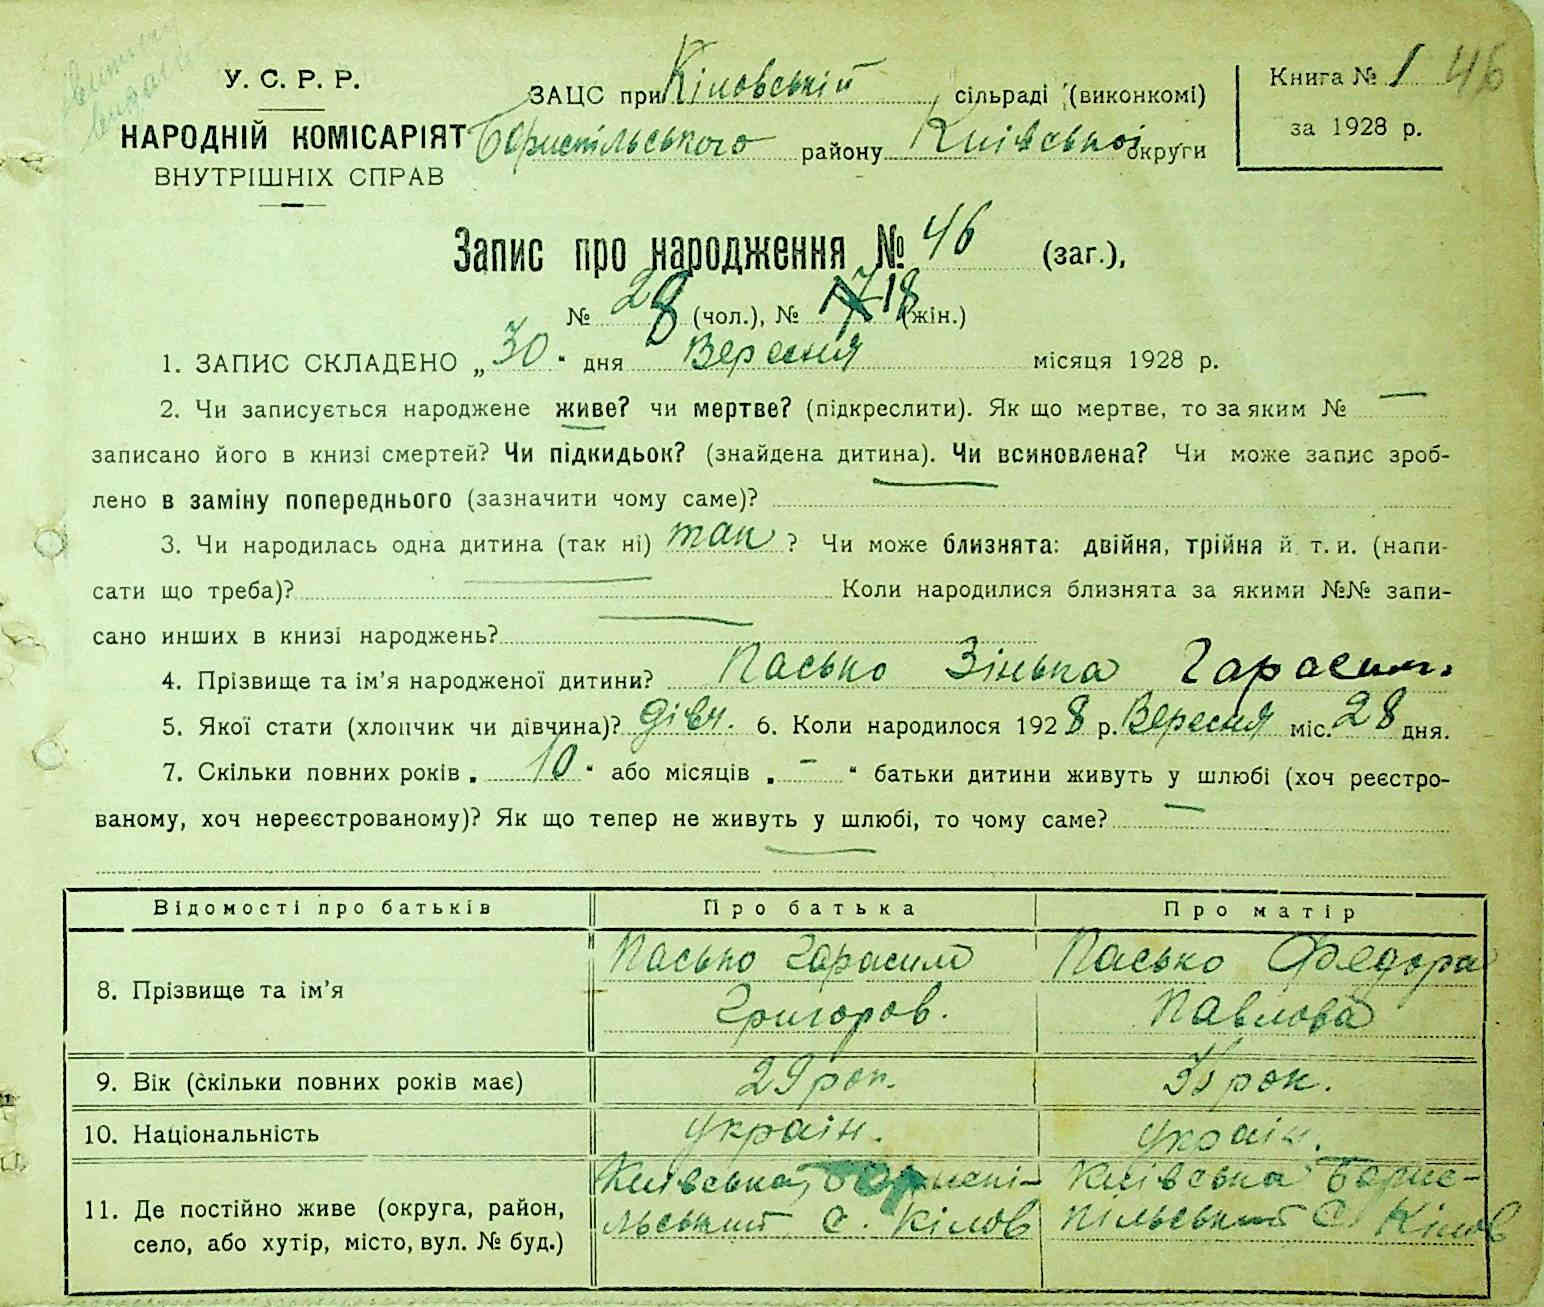 У. С. Р. Р.
НАРОДНІЙ КОМІСАРІЯТ
ВНУТРІШНІХ СПРАВ
ЗАЦС при Кіловській сільраді (виконкомі)
Бориспільського району Київської округи
Книга № 1 46
за 1928 р.
Запис про народження № 46 (заг.),
№ 28 (чол.), № 17 18 (жін.)
1. ЗАПИС СКЛАДЕНО „30“ дня Вересня місяця 1928 р.
2. Чи записується народжене живе? чи мертве? (підкреслити). Як що мертве, то за яким № —
записано його в книзі смертей? Чи підкидьок? (знайдена дитина). Чи всиновлена? Чи може запис зроб-
лено в заміну попереднього (зазначити чому саме)?
3. Чи народилась одна дитина (так ні) так ? Чи може близнята: двійня, трійня й т. и. (напи-
сати що треба)? — Коли народилися близнята за якими №№ запи-
сано инших в книзі народжень? —
4. Прізвище та ім’я народженої дитини? Пасько Зінька Гарасим.
5. Якої стати (хлопчик чи дівчина)? дівч. 6. Коли народилося 1928 р. Вересня міс. 28 дня.
7. Скільки повних років „10“ або місяців „—“ батьки дитини живуть у шлюбі (хоч реєстро-
ваному, хоч нереєстрованому)? Як що тепер не живуть у шлюбі, то чому саме? —
Відомості про батьків Про батька Про матір
8. Прізвище та ім’я Пасько Гарасим Григоров. Пасько Федора Павлова
9. Вік (скільки повних років має) 29 рок. рок.
10. Національність україн. україн.
11. Де постійно живе (округа, район, Київська, Бориспі- Київська Борис-
село, або хутір, місто, вул. № буд.) льський с. Кілов пільський с. Кілов